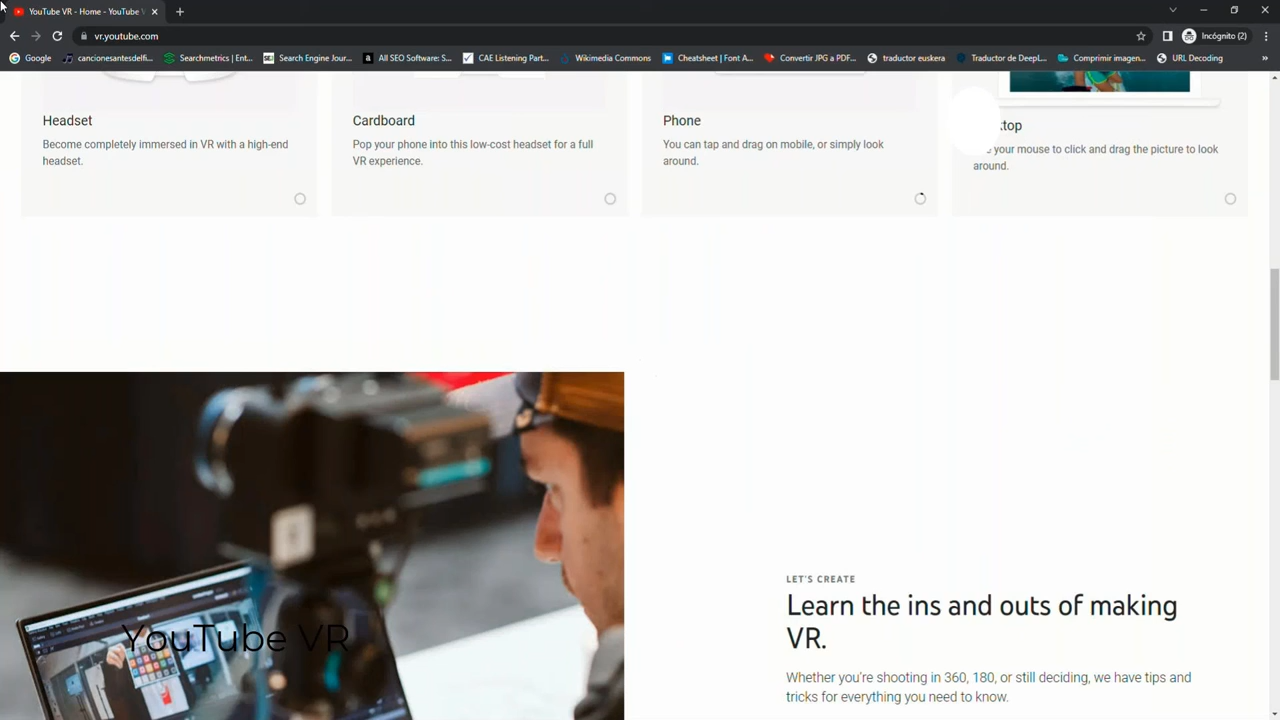 YouTube VR - Home - YouTube V
vr.youtube.com
Incógnito (2)
Google
cancionesantesdelfi...
Searchmetrics | Ent...
Search Engine Jour...
All SEO Software: S...
CAE Listening Part...
Wikimedia Commons
Cheatsheet | Font A...
Convertir JPG a PDF...
traductor euskera
Traductor de DeepL...
Comprimir imagen...
URL Decoding
Headset
Become completely immersed in VR with a high-end
headset.
Cardboard
Pop your phone into this low-cost headset for a full
VR experience.
Phone
You can tap and drag on mobile, or simply look
around.
ktop
your mouse to click and drag the picture to look
around.
YouTube VR
LET'S CREATE
Learn the ins and outs of making
VR.
Whether you're shooting in 360, 180, or still deciding, we have tips and
tricks for everything you need to know.